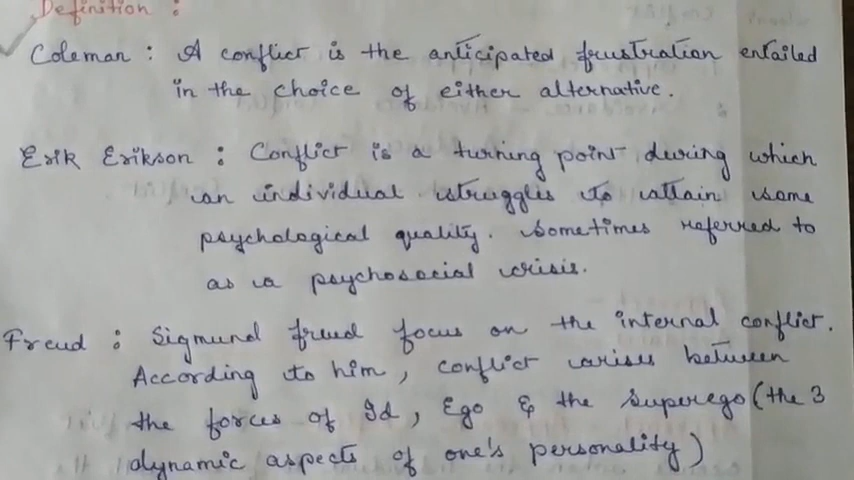 Definition :
Coleman : A conflict is the anticipated frustration entailed
in the choice of either alternative.
Erik Erikson : Conflict is a turning point during which
an individual struggles to attain some
psychological quality. Sometimes referred to
as a psychosocial crisis.
Freud : Sigmund freud focus on the internal conflict.
According to him, conflict arises between
the forces of Id, Ego & the Superego (the 3
dynamic aspects of one's personality)